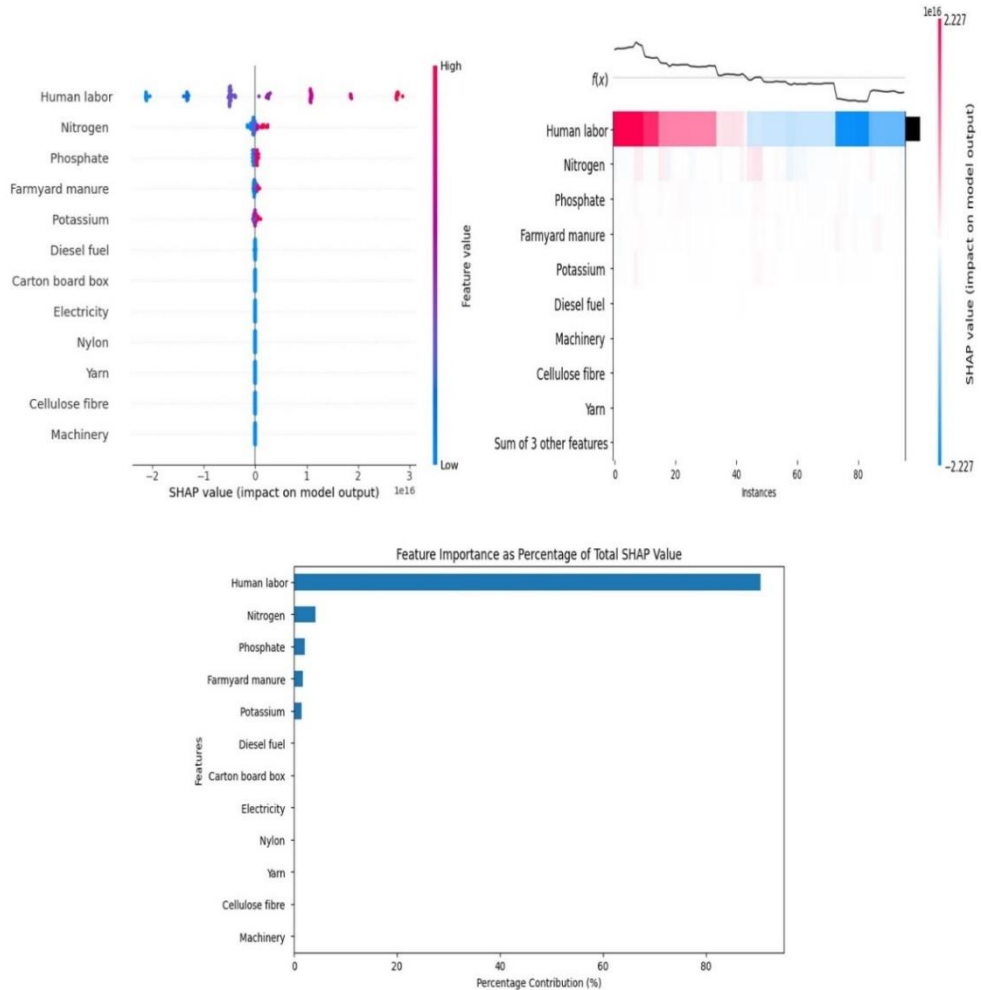 High
Human labor
Nitrogen
Phosphate
Farmyard manure
Potassium
Diesel fuel
Carton board box
Electricity
Nylon
Yarn
Cellulose fibre
Machinery
Feature value
Low
−2
−1
0
1
2
3
1e16
SHAP value (impact on model output)
1e16
2.227
f(x)
Human labor
Nitrogen
Phosphate
Farmyard manure
Potassium
Diesel fuel
Machinery
Cellulose fibre
Yarn
Sum of 3 other features
0
20
40
60
80
Instances
SHAP value (impact on model output)
−2.227
Feature Importance as Percentage of Total SHAP Value
Human labor
Nitrogen
Phosphate
Farmyard manure
Potassium
Diesel fuel
Carton board box
Electricity
Nylon
Yarn
Cellulose fibre
Machinery
Features
0
20
40
60
80
Percentage Contribution (%)